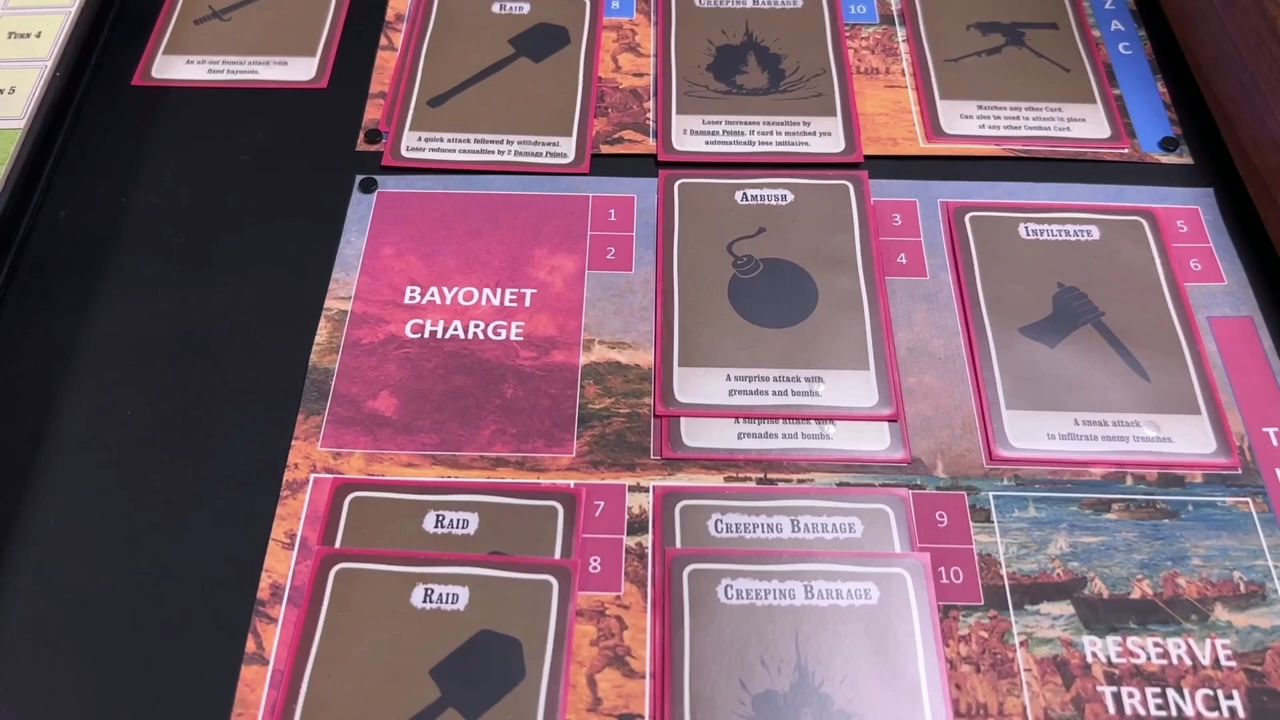 Turn 4
5
An all-out frontal attack with
fixed bayonets.
RAID
A quick attack followed by withdrawal.
Loser reduces casualties by 2 Damage Points.
8
CREEPING BARRAGE
Loser increases casualties by
2 Damage Points. If card is matched you
automatically lose initiative.
10
Matches any other Card.
Can also be used to attack in place
of any other Combat Card.
Z
A
C
BAYONET
CHARGE
1
2
AMBUSH
A surprise attack with
grenades and bombs.
A surprise attack with
grenades and bombs.
3
4
INFILTRATE
A sneak attack
to infiltrate enemy trenches.
5
6
T
RAID
RAID
7
8
CREEPING BARRAGE
CREEPING BARRAGE
9
10
RESERVE
TRENCH